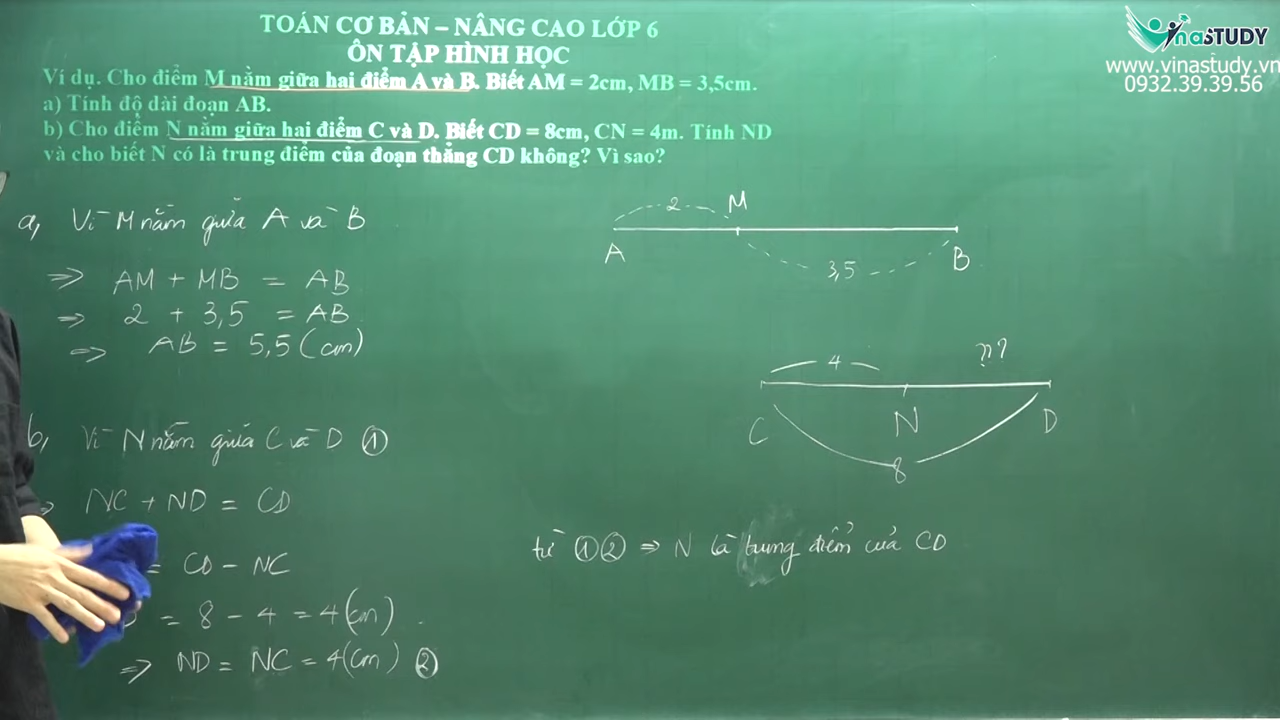 TOÁN CƠ BẢN – NÂNG CAO LỚP 6
ÔN TẬP HÌNH HỌC
Ví dụ. Cho điểm M nằm giữa hai điểm A và B. Biết AM = 2cm, MB = 3,5cm.
a) Tính độ dài đoạn AB.
b) Cho điểm N nằm giữa hai điểm C và D. Biết CD = 8cm, CN = 4m. Tính ND
và cho biết N có là trung điểm của đoạn thẳng CD không? Vì sao?
VinaSTUDY
www.vinastudy.vn
0932.39.39.56
a, Vì M nằm giữa A và B
=> AM + MB = AB
=> 2 + 3,5 = AB
=> AB = 5,5 (cm)
2 M
A 3,5 B
4 ??
C N D
8
b, Vì N nằm giữa C và D ①
=> NC + ND = CD
= CD - NC
= 8 - 4 = 4 (cm)
=> ND = NC = 4 (cm) ②
từ ① ② => N là trung điểm của CD